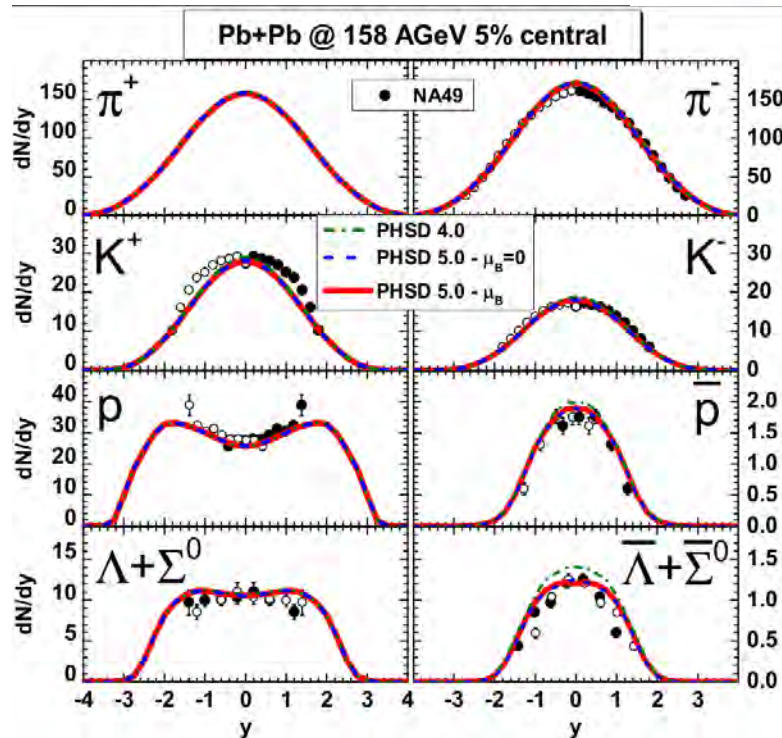 Pb+Pb @ 158 AGeV 5% central
π⁺
NA49
π⁻
dN/dy
150
100
50
0
150
100
50
0
K⁺
PHSD 4.0
PHSD 5.0 - μB=0
PHSD 5.0 - μB
K⁻
dN/dy
30
20
10
0
30
20
10
0
p
p̅
dN/dy
40
30
20
10
0
2.0
1.5
1.0
0.5
0.0
Λ+Σ⁰
Λ̅+Σ̅⁰
dN/dy
15
10
5
0
1.5
1.0
0.5
0.0
-4 -3 -2 -1 0 1 2 3 4
-3 -2 -1 0 1 2 3
y
y